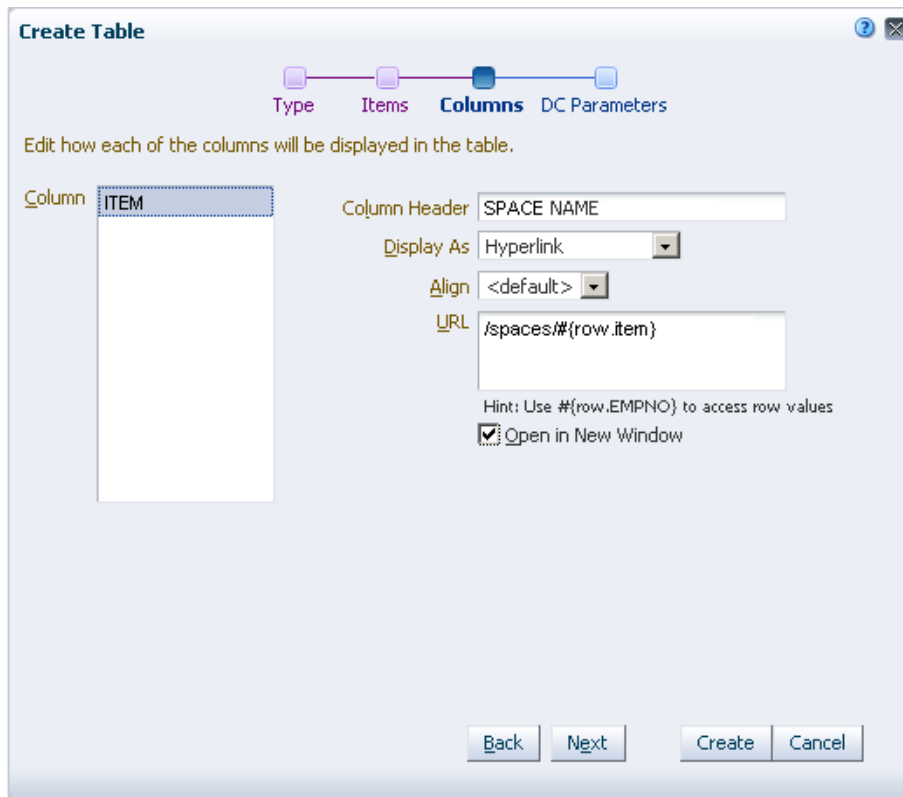 Create Table
Type Items Columns DC Parameters
Edit how each of the columns will be displayed in the table.
Column ITEM
Column Header SPACE NAME
Display As Hyperlink
Align <default>
URL /spaces/#{row.item}
Hint: Use #{row.EMPNO} to access row values
Open in New Window
Back Next Create Cancel